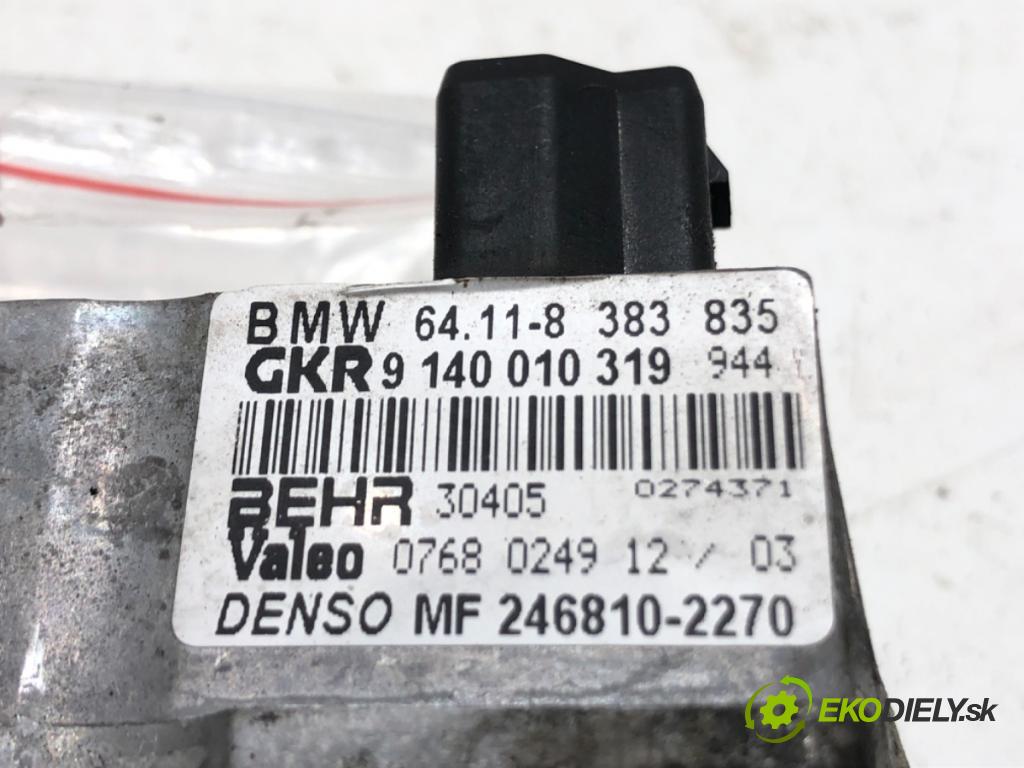 BMW 64.11-8 383 835
GKR 9 140 010 319 944
BEHR 30405 0274371
Valeo 0768 0249 12 / 03
DENSO MF 246810-2270
EKODIELY.sk